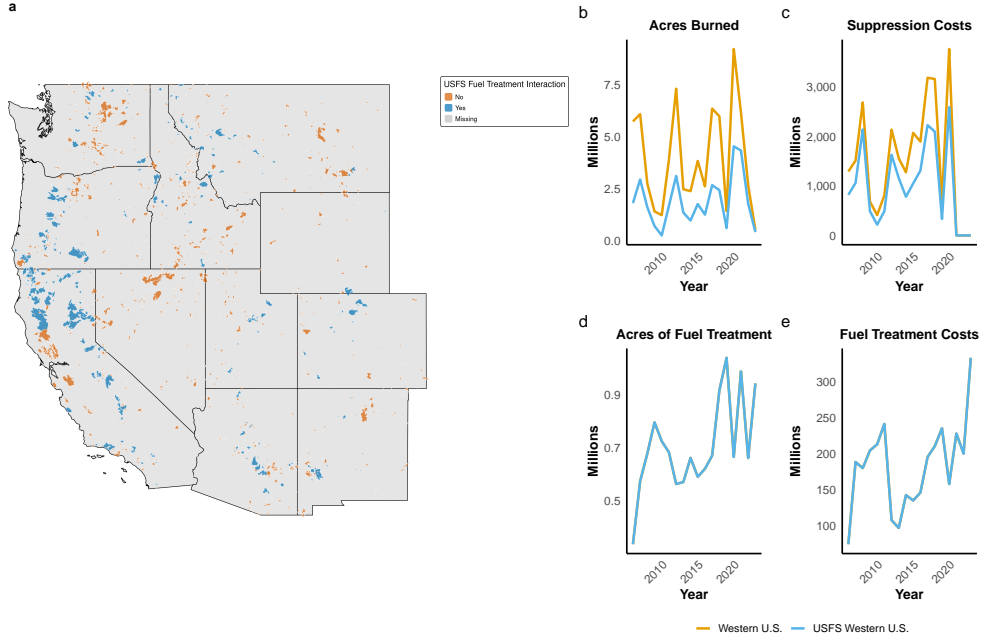 a
USFS Fuel Treatment Interaction
No
Yes
Missing
b
Acres Burned
Millions
7.5
5.0
2.5
0.0
2010
2015
2020
Year
c
Suppression Costs
Millions
3,000
2,000
1,000
0
2010
2015
2020
Year
d
Acres of Fuel Treatment
Millions
0.9
0.7
0.5
2010
2015
2020
Year
e
Fuel Treatment Costs
Millions
300
250
200
150
100
2010
2015
2020
Year
Western U.S.
USFS Western U.S.